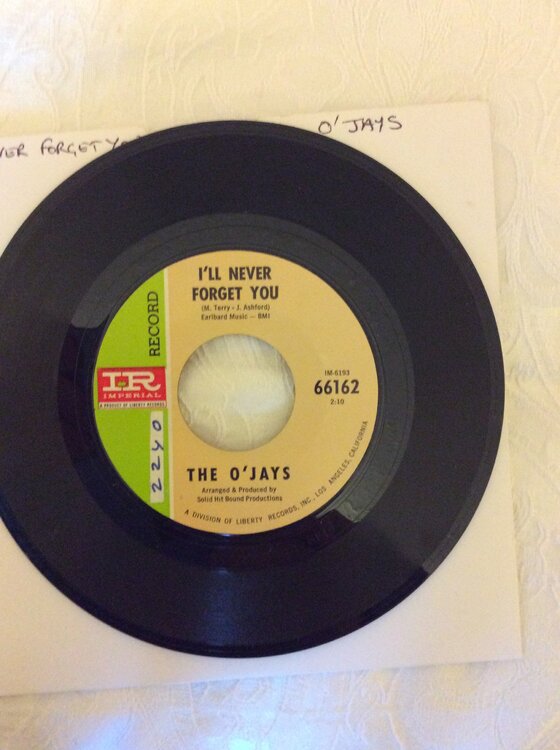 O'JAYS
FORGET
I'LL NEVER
FORGET YOU
(M. Terry - J. Ashford)
Earlbard Music — BMI
RECORD
IR
IMPERIAL
A PRODUCT OF LIBERTY RECORDS
IM-6193
66162
2:10
2240
THE O'JAYS
Arranged & Produced by
Solid Hit Bound Productions
A DIVISION OF LIBERTY RECORDS, INC., LOS ANGELES, CALIFORNIA